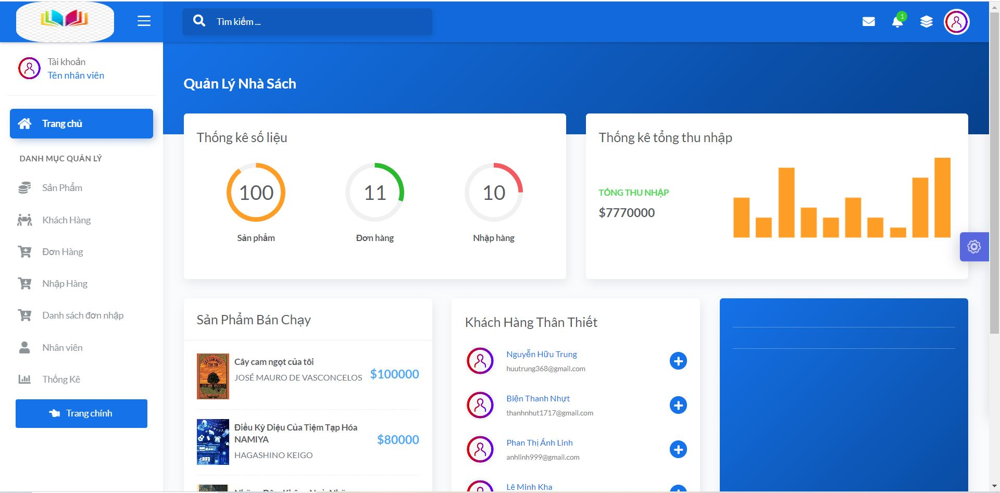 Tìm kiếm ...
1
Tài khoản
Tên nhân viên
Trang chủ
DANH MỤC QUẢN LÝ
Sản Phẩm
Khách Hàng
Đơn Hàng
Nhập Hàng
Danh sách đơn nhập
Nhân viên
Thống Kê
Trang chính
Quản Lý Nhà Sách
Thống kê số liệu
100
11
10
Sản phẩm
Đơn hàng
Nhập hàng
Thống kê tổng thu nhập
TỔNG THU NHẬP
$7770000
Sản Phẩm Bán Chạy
Cây cam ngọt của tôi
JOSÉ MAURO DE VASCONCELOS
$100000
Điều Kỳ Diệu Của Tiệm Tạp Hóa
NAMIYA
HAGASHINO KEIGO
$80000
Khách Hàng Thân Thiết
Nguyễn Hữu Trung
huutrung368@gmail.com
Biện Thanh Nhựt
thanhnhut1717@gmail.com
Phan Thị Ánh Linh
anhlinh999@gmail.com
Lê Minh Kha